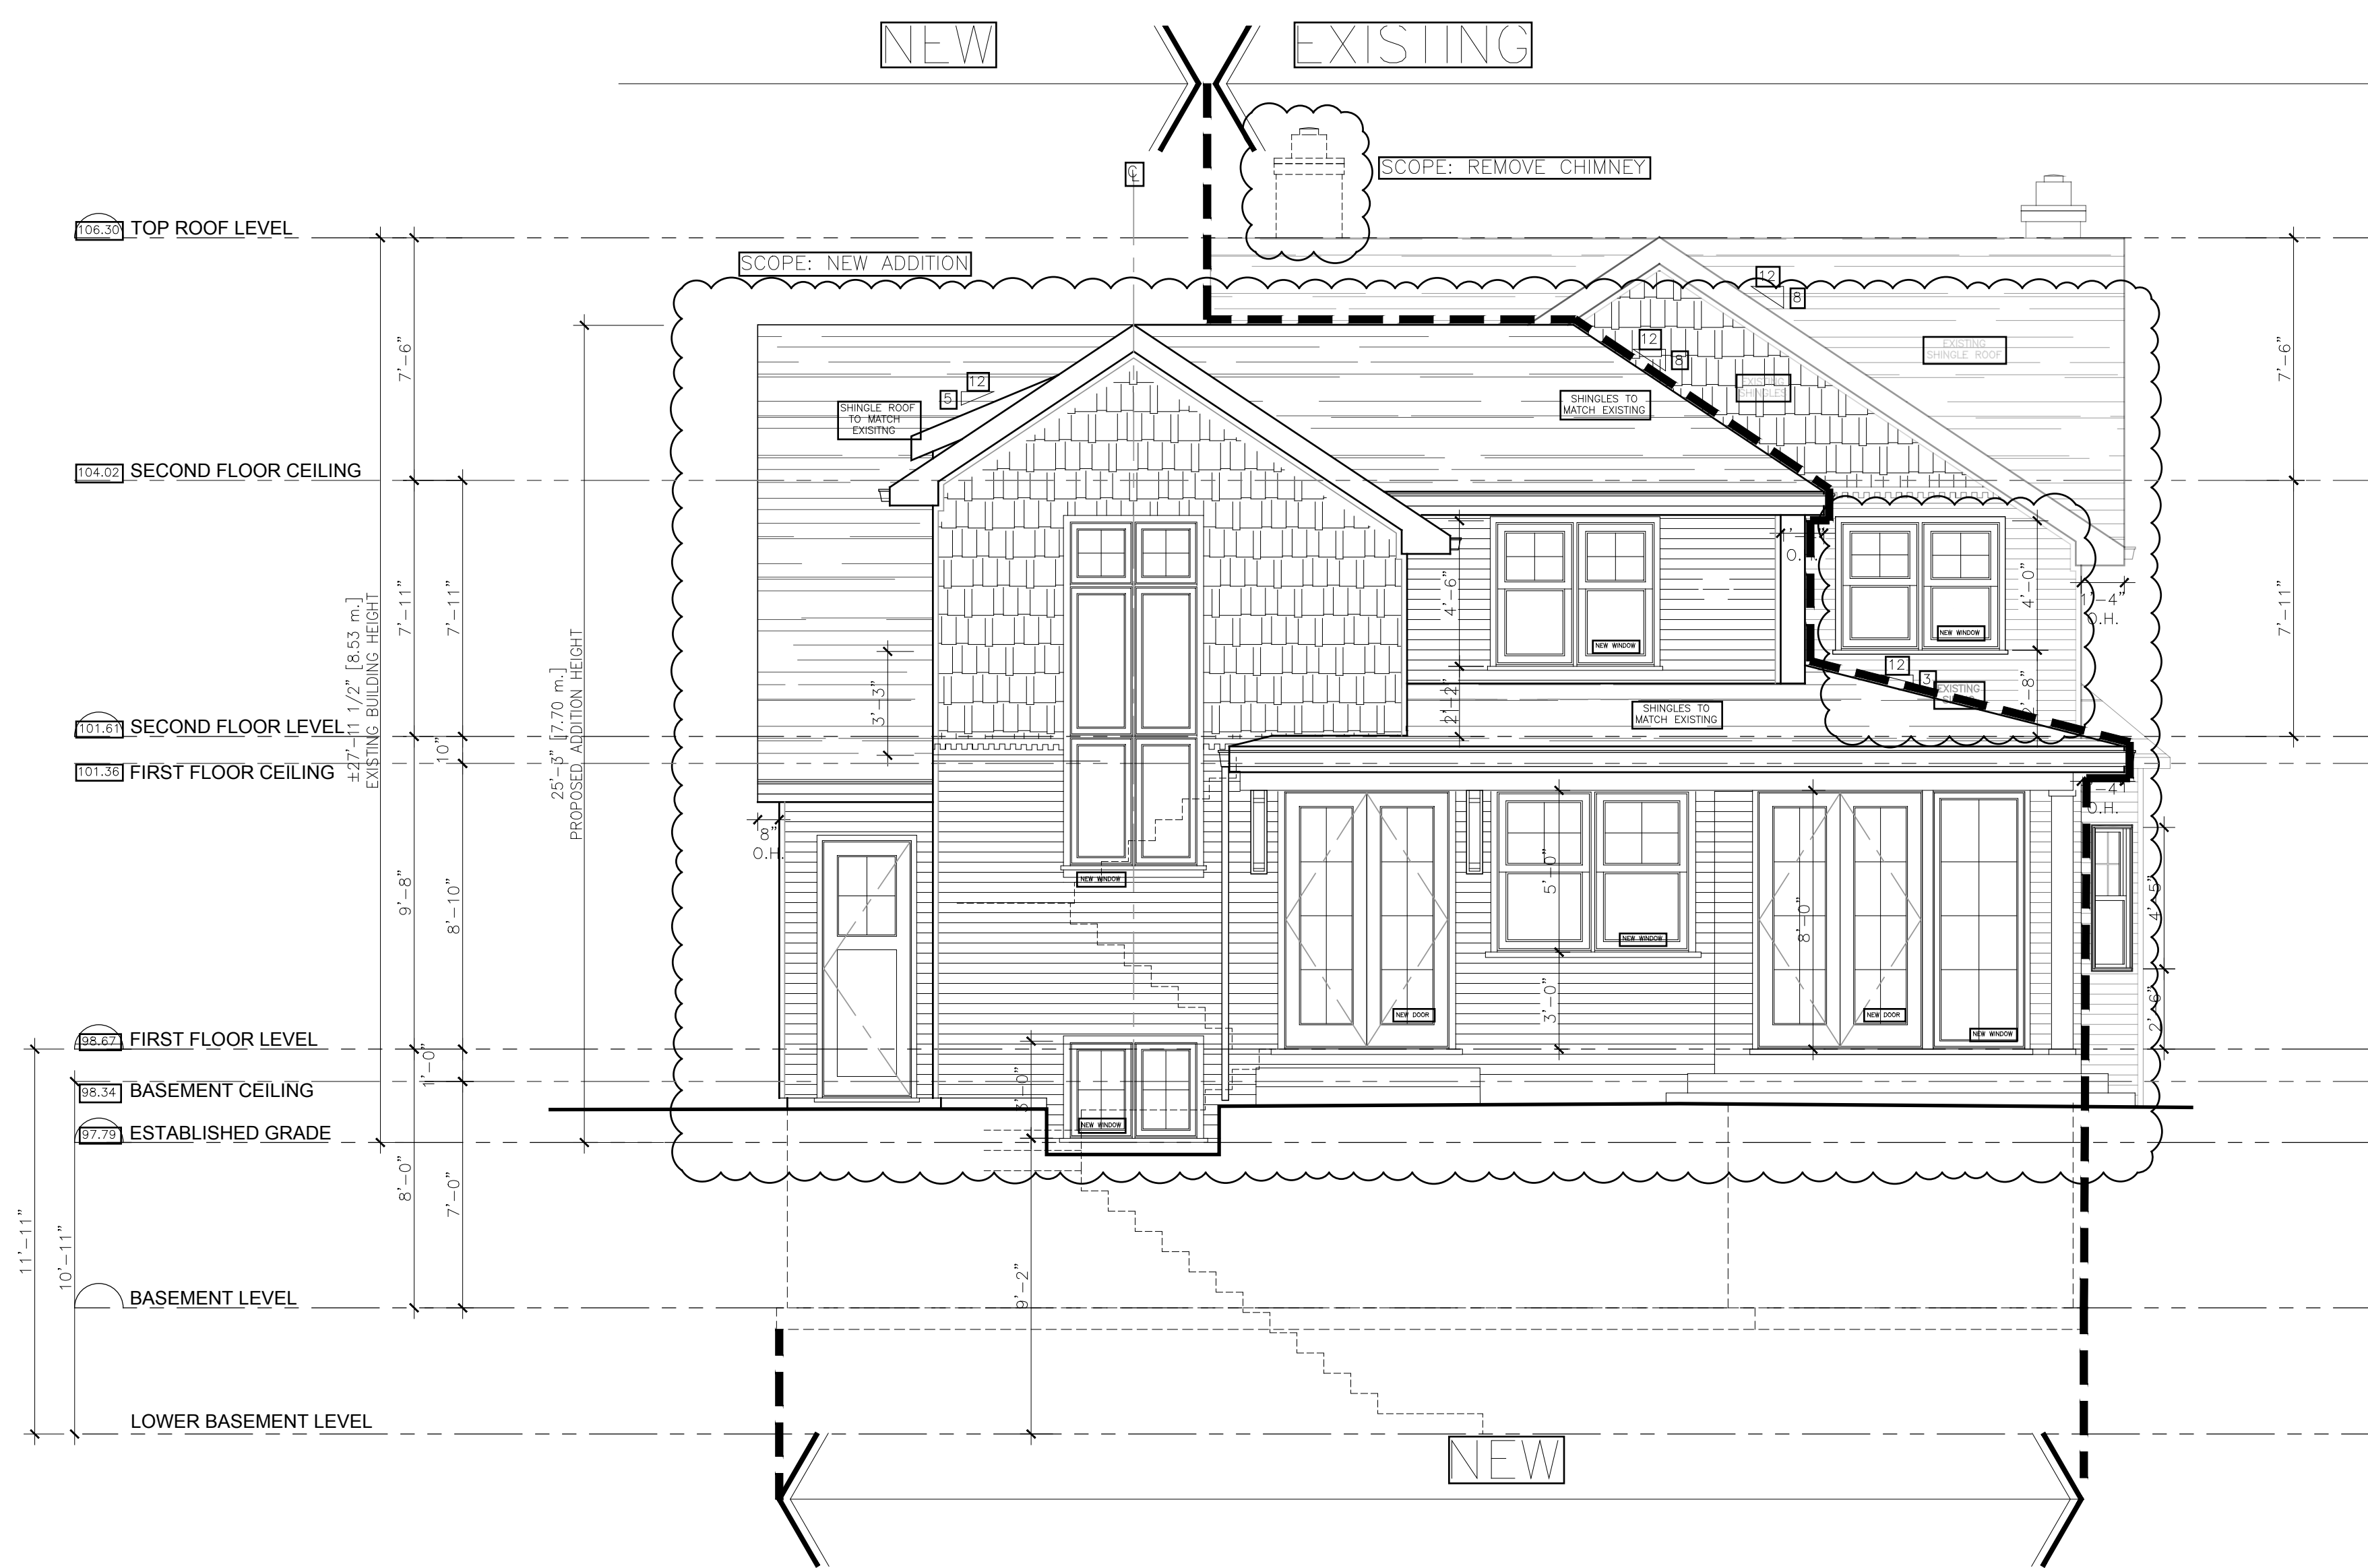 NEW
EXISTING
SCOPE: REMOVE CHIMNEY
℄
106.30 TOP ROOF LEVEL
SCOPE: NEW ADDITION
12
8
12
8
EXISTING
SHINGLE ROOF
EXISTING
SHINGLES
7'-6"
7'-6"
12
5
SHINGLE ROOF
TO MATCH
EXISITNG
SHINGLES TO
MATCH EXISTING
104.02 SECOND FLOOR CEILING
7'-11"
7'-11"
±27'-11 1/2" [8.53 m.]
EXISTING BUILDING HEIGHT
25'-3" [7.70 m.]
PROPOSED ADDITION HEIGHT
3'-3"
4'-6"
2'-2"
NEW WINDOW
O.H.
4'-0"
NEW WINDOW
1'-4"
O.H.
7'-11"
12
3
EXISTING
SHINGLES TO
MATCH EXISTING
101.61 SECOND FLOOR LEVEL
10"
101.36 FIRST FLOOR CEILING
8"
O.H.
O.H.
9'-8"
8'-10"
NEW WINDOW
5'-0"
3'-0"
8'-0"
4'-5"
2'-6"
NEW WINDOW
NEW DOOR
NEW DOOR
NEW WINDOW
98.67 FIRST FLOOR LEVEL
1'-0"
98.34 BASEMENT CEILING
3'-0"
NEW WINDOW
97.79 ESTABLISHED GRADE
8'-0"
7'-0"
11'-11"
10'-11"
9'-2"
BASEMENT LEVEL
LOWER BASEMENT LEVEL
NEW